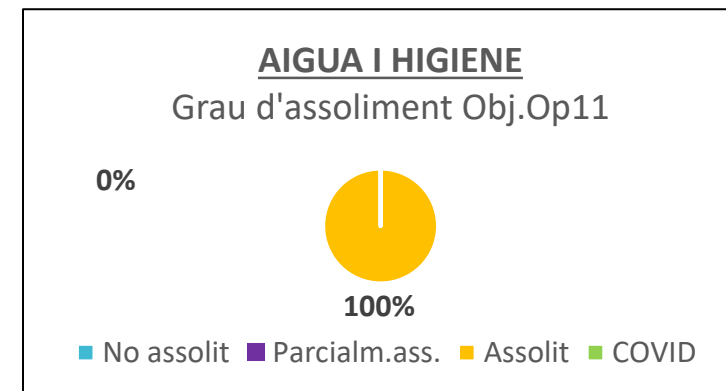 AIGUA I HIGIENE
Grau d'assoliment Obj.Op11
0%
100%
No assolit Parcialm.ass. Assolit COVID